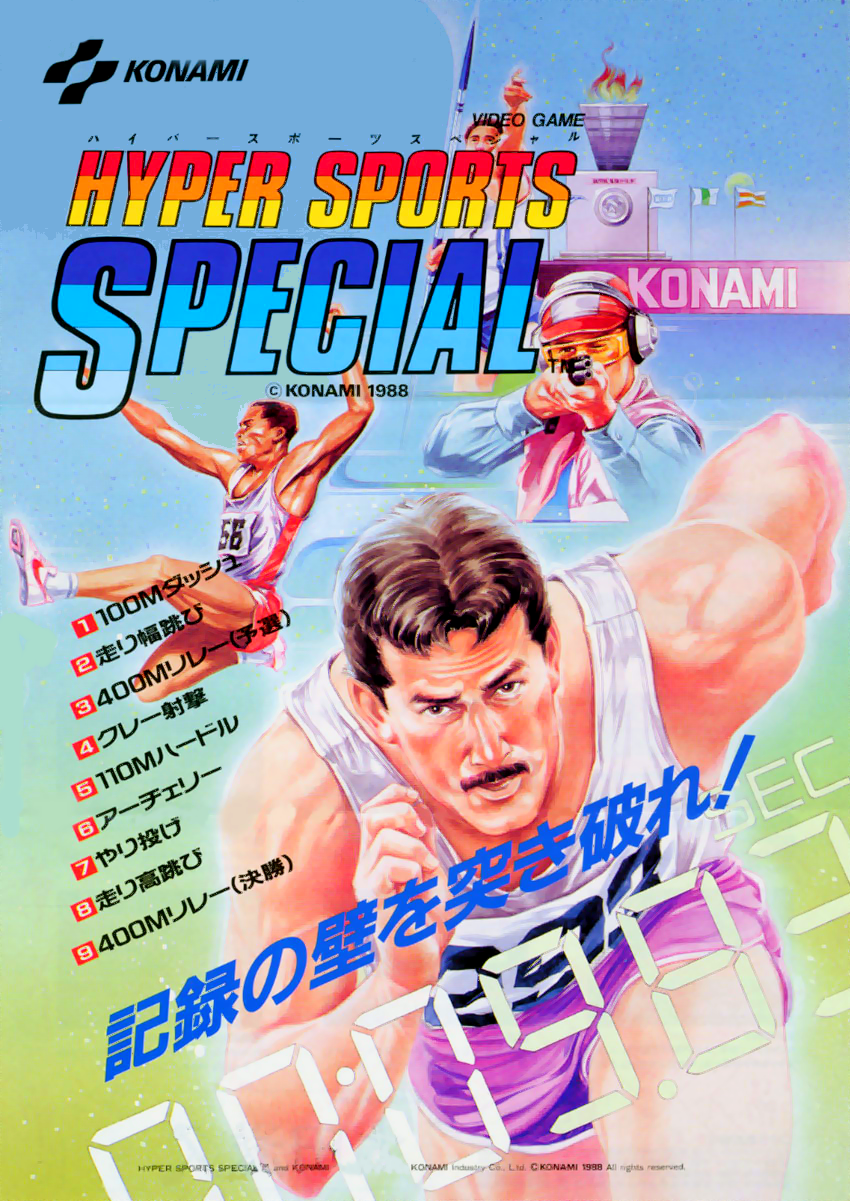 KONAMI
VIDEO GAME
ハイパースポーツスペシャル
HYPER SPORTS
SPECIAL
TM
© KONAMI 1988
KONAMI
66
1 100Mダッシュ
2 走り幅跳び
3 400Mリレー(予選)
4 クレー射撃
5 110Mハードル
6 アーチェリー
7 やり投げ
8 走り高跳び
9 400Mリレー(決勝)
記録の壁を突き破れ!
SEC
00:09.83
HYPER SPORTS SPECIAL and KONAMI
KONAMI Industry Co., Ltd. © KONAMI 1988 All rights reserved.